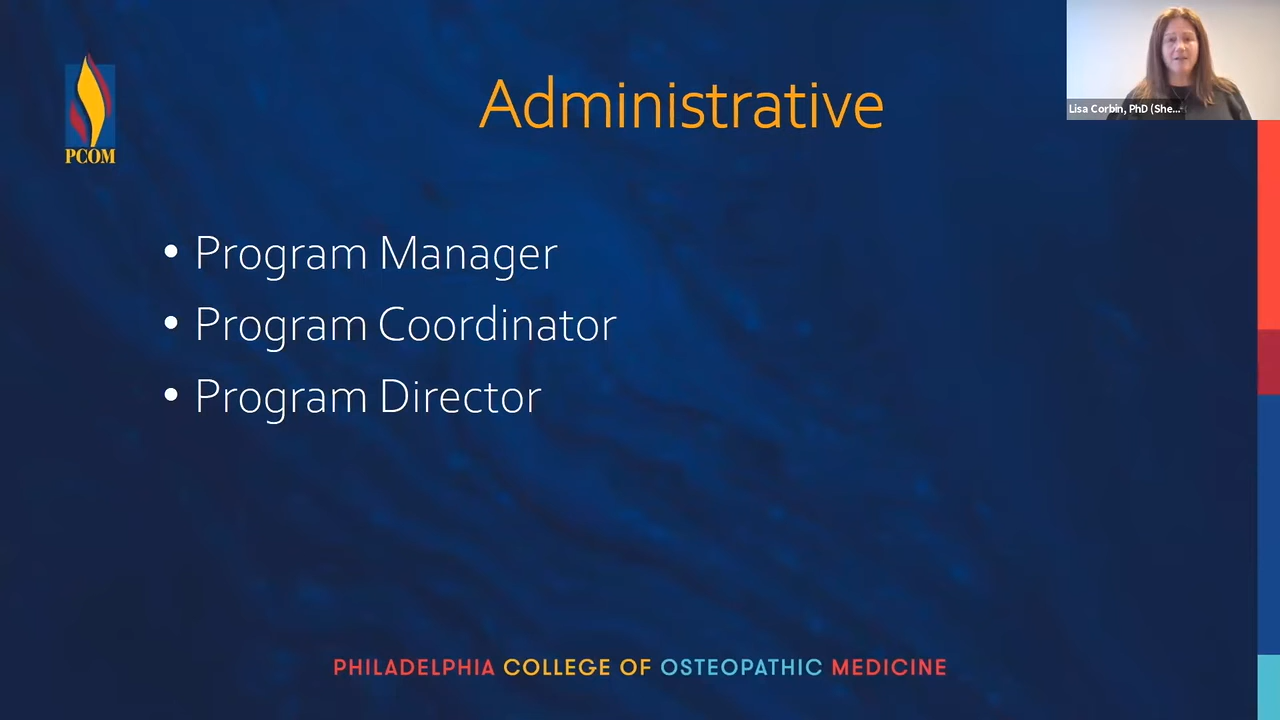 PCOM
Administrative
Lisa Corbin, PhD (She...
• Program Manager
• Program Coordinator
• Program Director
PHILADELPHIA COLLEGE OF OSTEOPATHIC MEDICINE